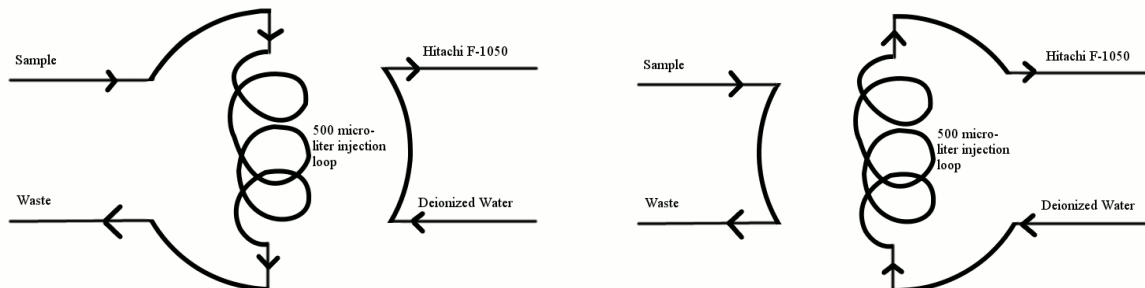 Sample
Hitachi F-1050
500 micro-
liter injection
loop
Waste
Deionized Water
Sample
Hitachi F-1050
500 micro-
liter injection
loop
Waste
Deionized Water